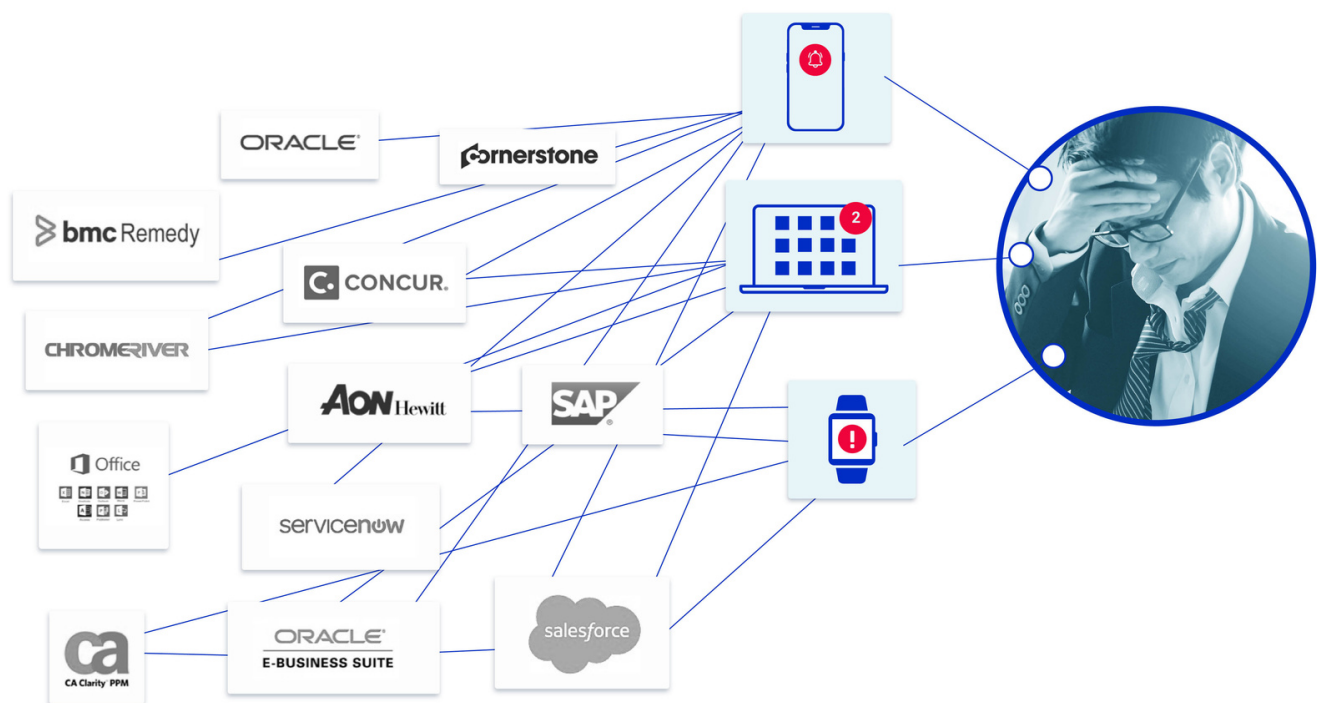 ORACLE®
cornerstone
bmc Remedy
C. CONCUR®
CHROMERIVER
2
AON Hewitt
SAP®
!
Office
servicenow
ca
CA Clarity™ PPM
ORACLE®
E-BUSINESS SUITE
salesforce